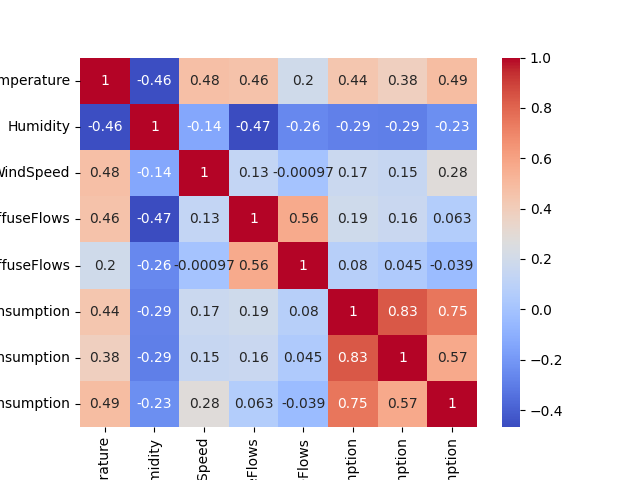 mperature 1 -0.46 0.48 0.46 0.2 0.44 0.38 0.49
Humidity -0.46 1 -0.14 -0.47 -0.26 -0.29 -0.29 -0.23
WindSpeed 0.48 -0.14 1 0.13 -0.00097 0.17 0.15 0.28
ffuseFlows 0.46 -0.47 0.13 1 0.56 0.19 0.16 0.063
ffuseFlows 0.2 -0.26 -0.00097 0.56 1 0.08 0.045 -0.039
nsumption 0.44 -0.29 0.17 0.19 0.08 1 0.83 0.75
nsumption 0.38 -0.29 0.15 0.16 0.045 0.83 1 0.57
nsumption 0.49 -0.23 0.28 0.063 -0.039 0.75 0.57 1
rature
midity
Speed
eFlows
eFlows
mption
mption
mption
1.0
0.8
0.6
0.4
0.2
0.0
−0.2
−0.4